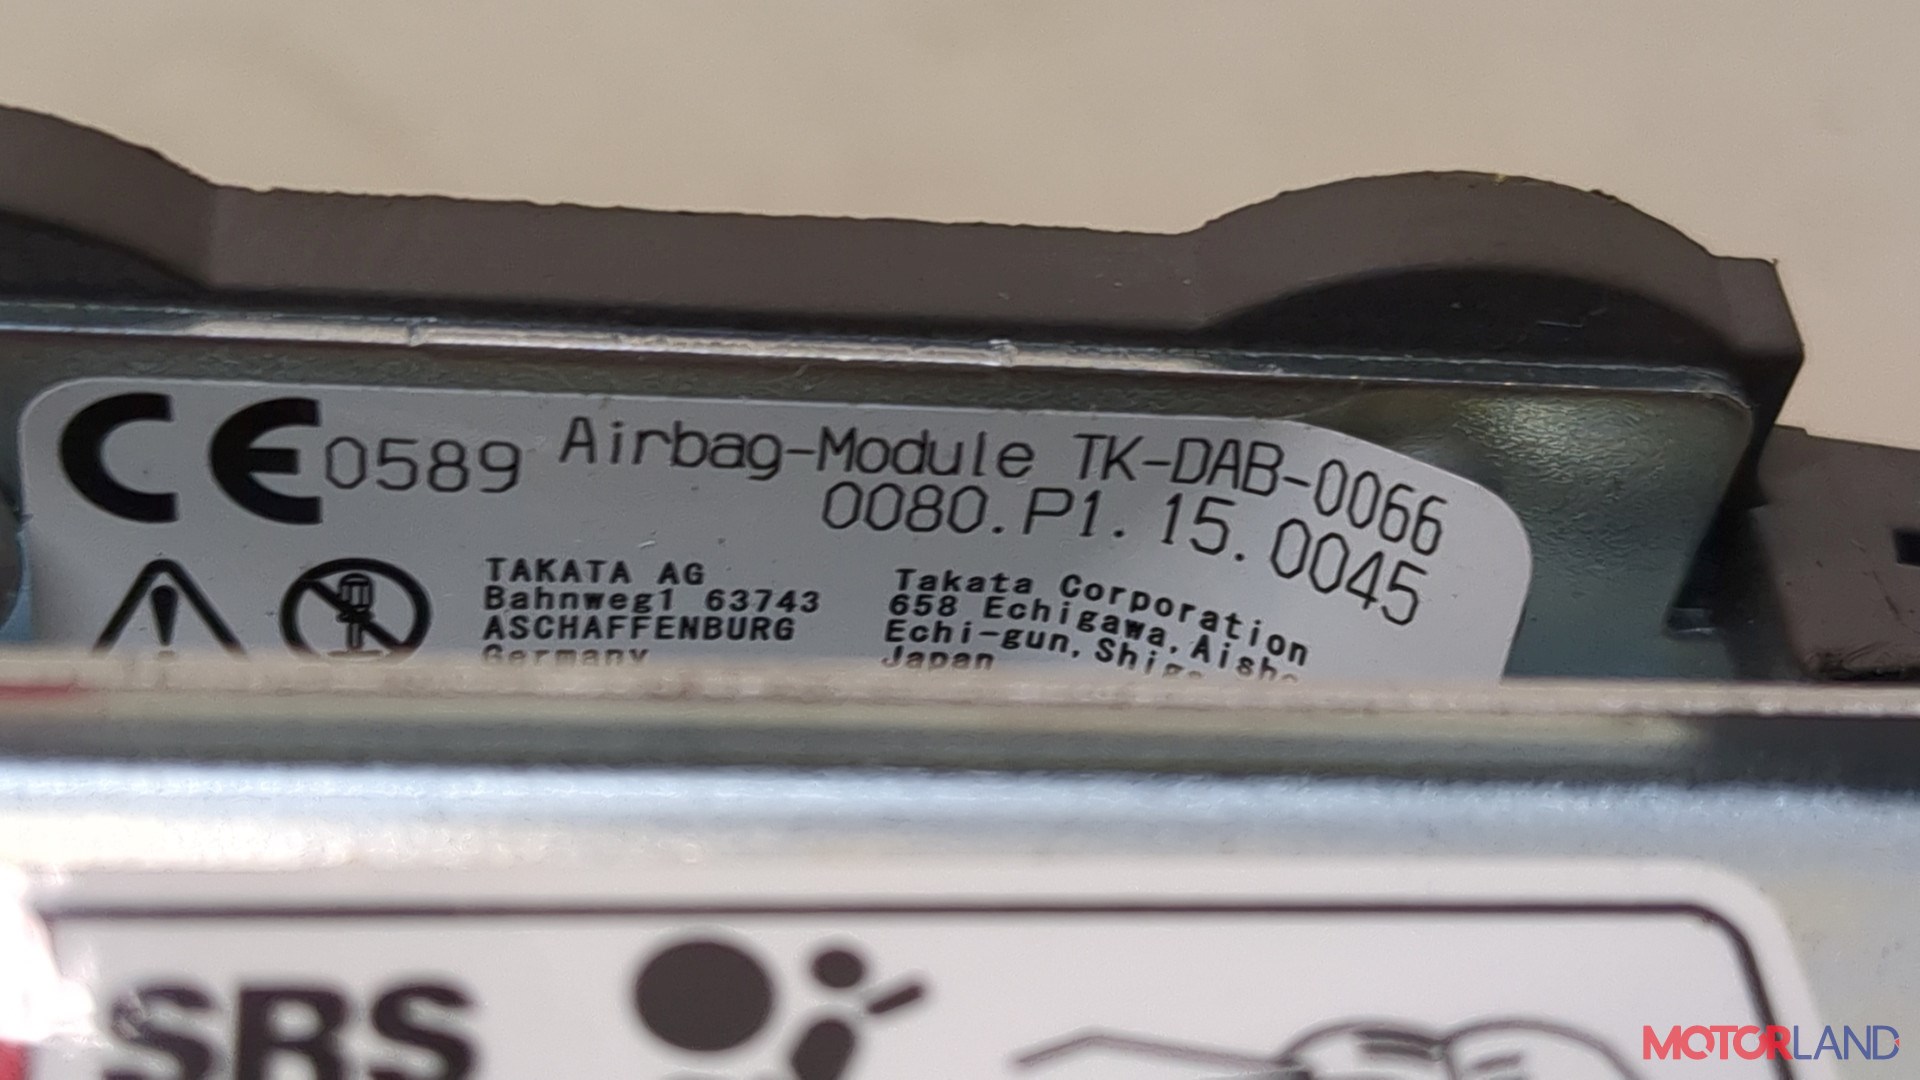 CE 0589 Airbag-Module TK-DAB-0066
0080.P1.15.0045
TAKATA AG
Bahnweg1 63743
ASCHAFFENBURG
Germany
Takata Corporation
658 Echigawa, Aisho
Echi-gun, Shiga
Japan
SRS
MOTORLAND